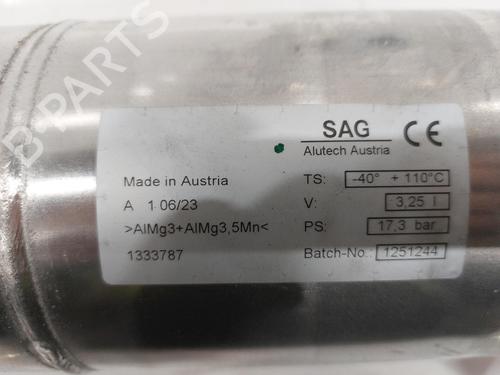 SAG CE
Alutech Austria
Made in Austria
A 1 06/23
>AlMg3+AlMg3,5Mn<
1333787
TS: -40° + 110°C
V: 3,25 l
PS: 17,3 bar
Batch-No.: 1251244
B-PARTS